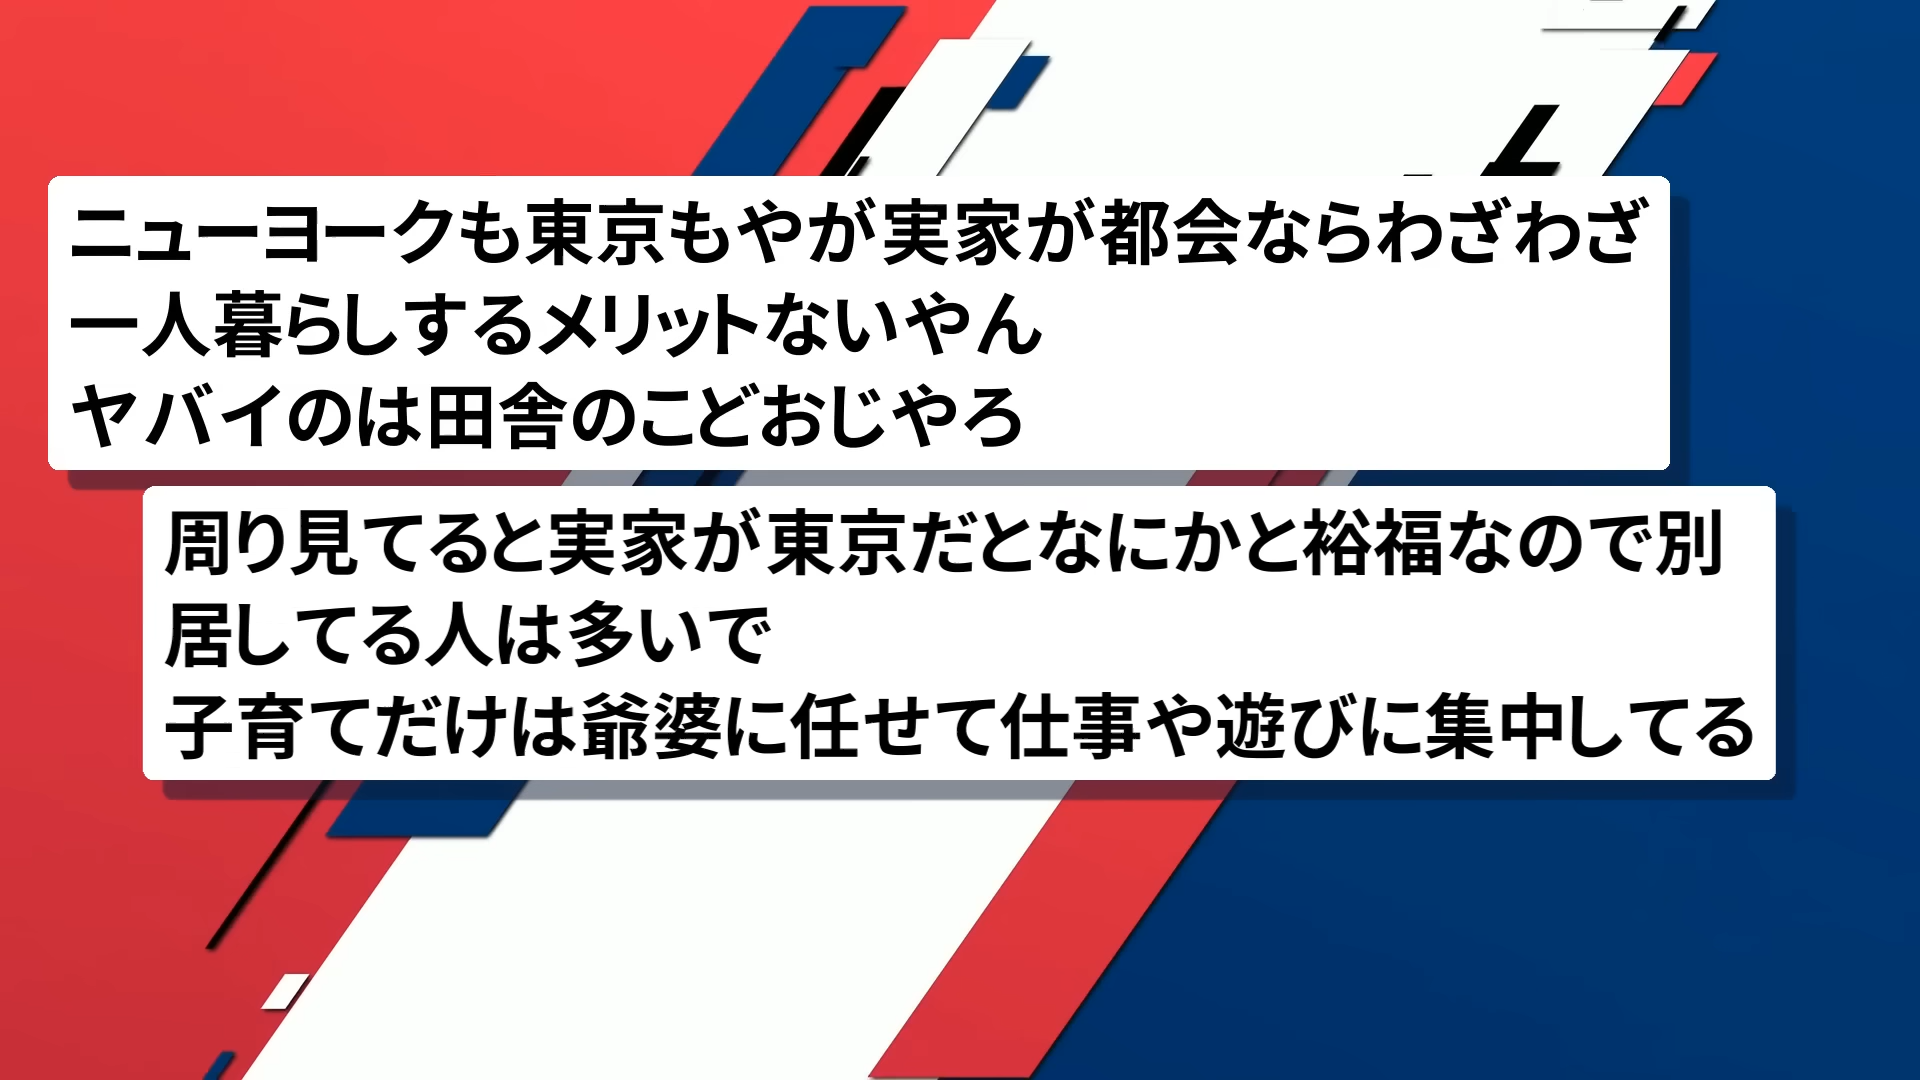 ニューヨークも東京もやが実家が都会ならわざわざ
一人暮らしするメリットないやん
ヤバイのは田舎のこどおじやろ
周り見てると実家が東京だとなにかと裕福なので別
居してる人は多いで
子育てだけは爺婆に任せて仕事や遊びに集中してる